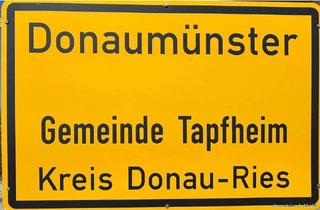 Donaumünster
Gemeinde Tapfheim
Kreis Donau-Ries